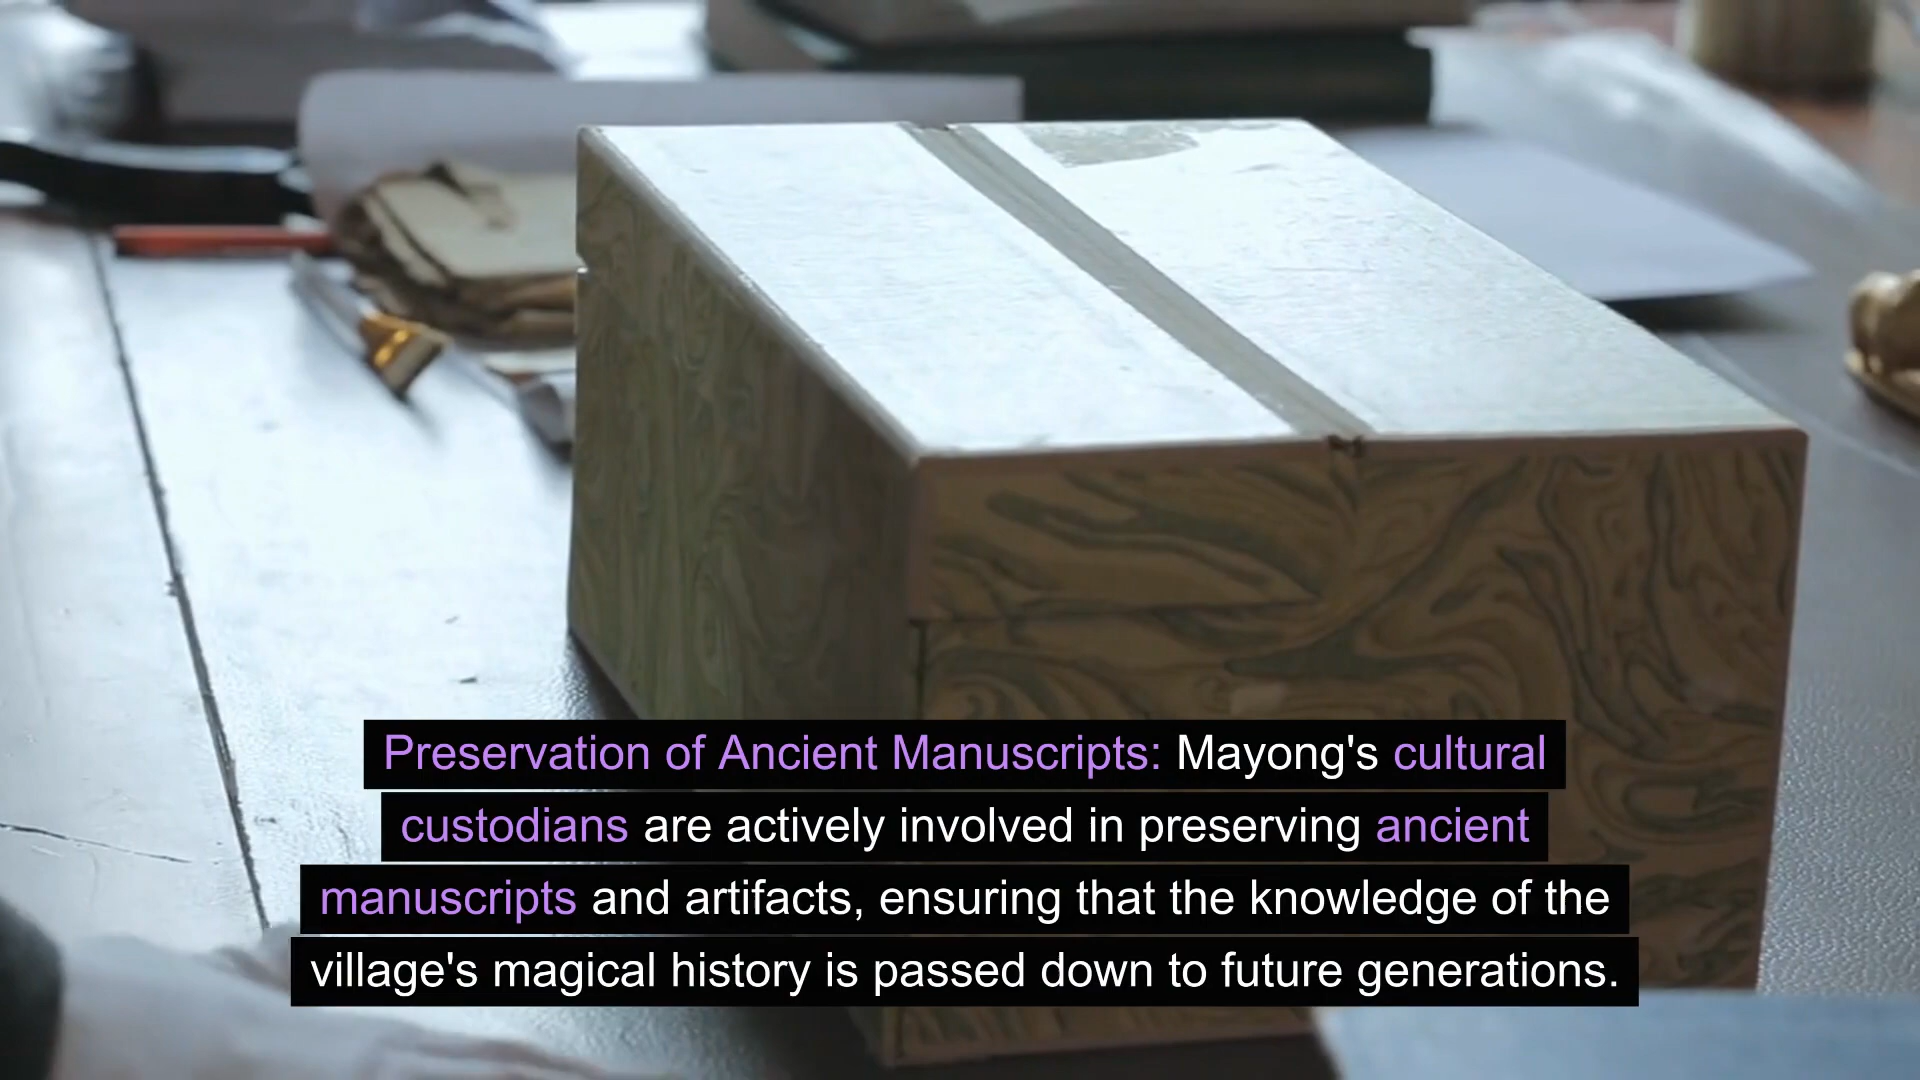 Preservation of Ancient Manuscripts: Mayong's cultural
custodians are actively involved in preserving ancient
manuscripts and artifacts, ensuring that the knowledge of the
village's magical history is passed down to future generations.